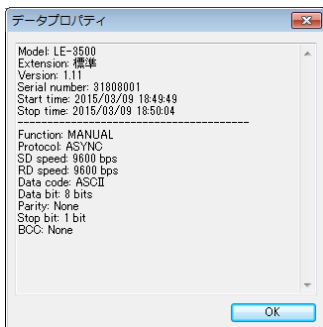 データプロパティ
Model: LE-3500
Extension: 標準
Version: 1.11
Serial number: 31808001
Start time: 2015/03/09 18:49:49
Stop time: 2015/03/09 18:50:04
----------------------------------------
Function: MANUAL
Protocol: ASYNC
SD speed: 9600 bps
RD speed: 9600 bps
Data code: ASCII
Data bit: 8 bits
Parity: None
Stop bit: 1 bit
BCC: None
OK